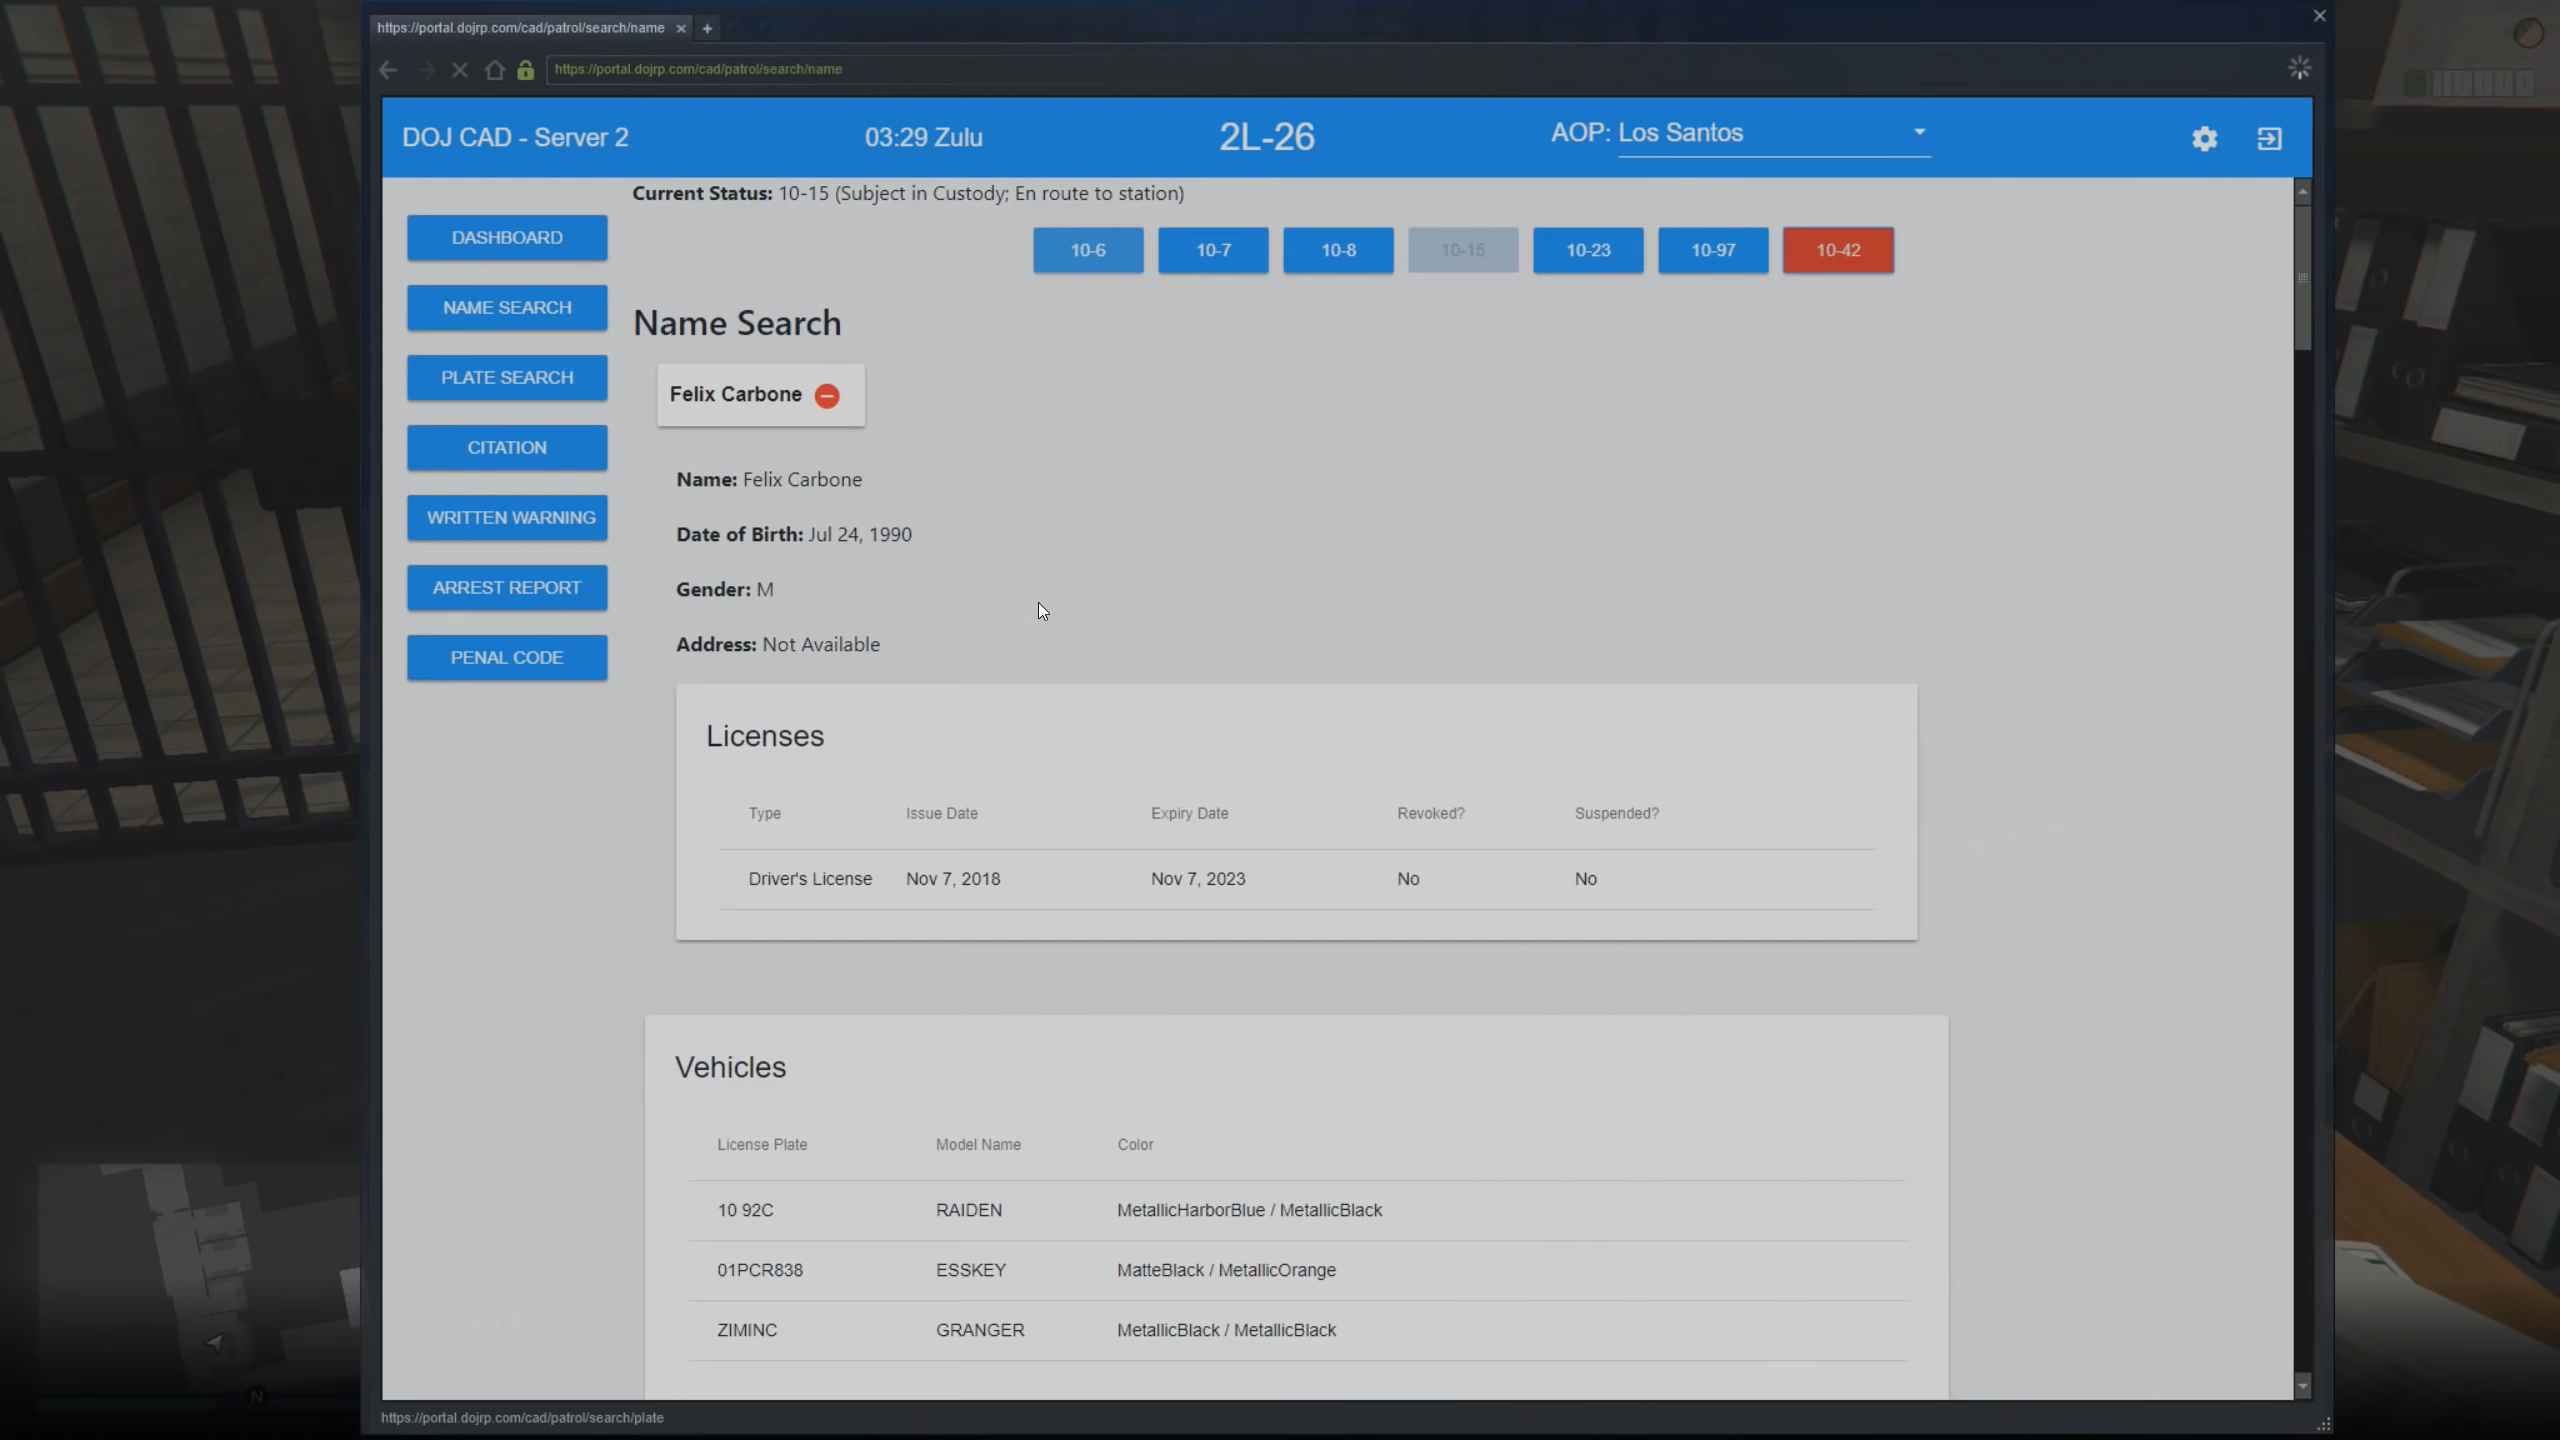 https://portal.dojrp.com/cad/patrol/search/name
https://portal.dojrp.com/cad/patrol/search/name
DOJ CAD - Server 2 03:29 Zulu 2L-26 AOP: Los Santos
Current Status: 10-15 (Subject in Custody; En route to station)
10-6 10-7 10-8 10-15 10-23 10-97 10-42
DASHBOARD
NAME SEARCH
PLATE SEARCH
CITATION
WRITTEN WARNING
ARREST REPORT
PENAL CODE
Name Search
Felix Carbone
Name: Felix Carbone
Date of Birth: Jul 24, 1990
Gender: M
Address: Not Available
Licenses
Type Issue Date Expiry Date Revoked? Suspended?
Driver's License Nov 7, 2018 Nov 7, 2023 No No
Vehicles
License Plate Model Name Color
10 92C RAIDEN MetallicHarborBlue / MetallicBlack
01PCR838 ESSKEY MatteBlack / MetallicOrange
ZIMINC GRANGER MetallicBlack / MetallicBlack
N
https://portal.dojrp.com/cad/patrol/search/plate